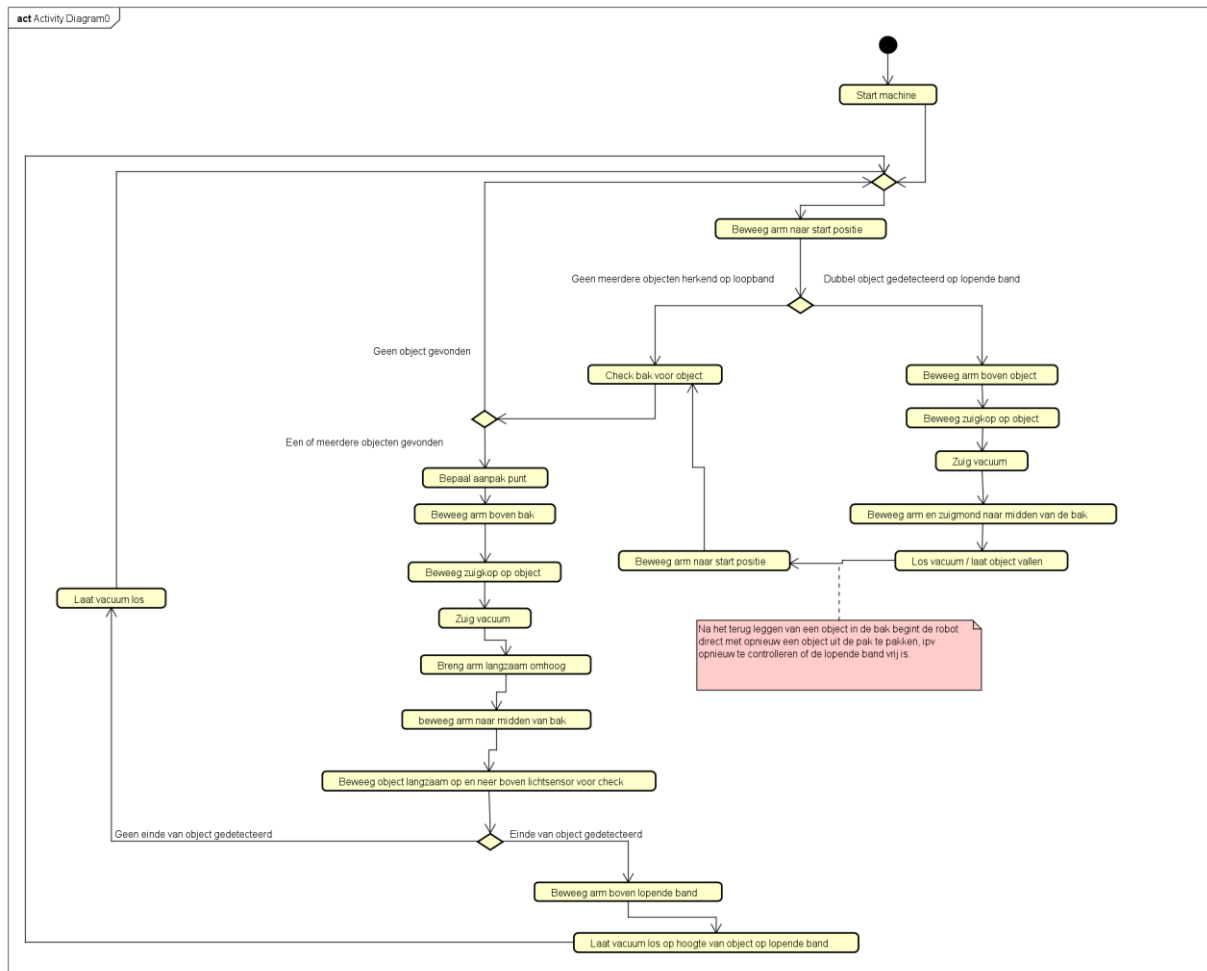 act Activity Diagram0
Start machine
Beweeg arm naar start positie
Geen meerdere objecten herkend op loopband
Dubbel object gedetecteerd op lopende band
Geen object gevonden
Check bak voor object
Beweeg arm boven object
Beweeg zuigkop op object
Een of meerdere objecten gevonden
Zuig vacuum
Bepaal aanpak punt
Beweeg arm boven bak
Beweeg arm en zuigmond naar midden van de bak
Beweeg arm naar start positie
Los vacuum / laat object vallen
Beweeg zuigkop op object
Laat vacuum los
Zuig vacuum
Na het terug leggen van een object in de bak begint de robot
direct met opnieuw een object uit de pak te pakken, ipv
opnieuw te controlleren of de lopende band vrij is.
Breng arm langzaam omhoog
beweeg arm naar midden van bak
Beweeg object langzaam op en neer boven lichtsensor voor check
Geen einde van object gedetecteerd
Einde van object gedetecteerd
Beweeg arm boven lopende band
Laat vacuum los op hoogte van object op lopende band